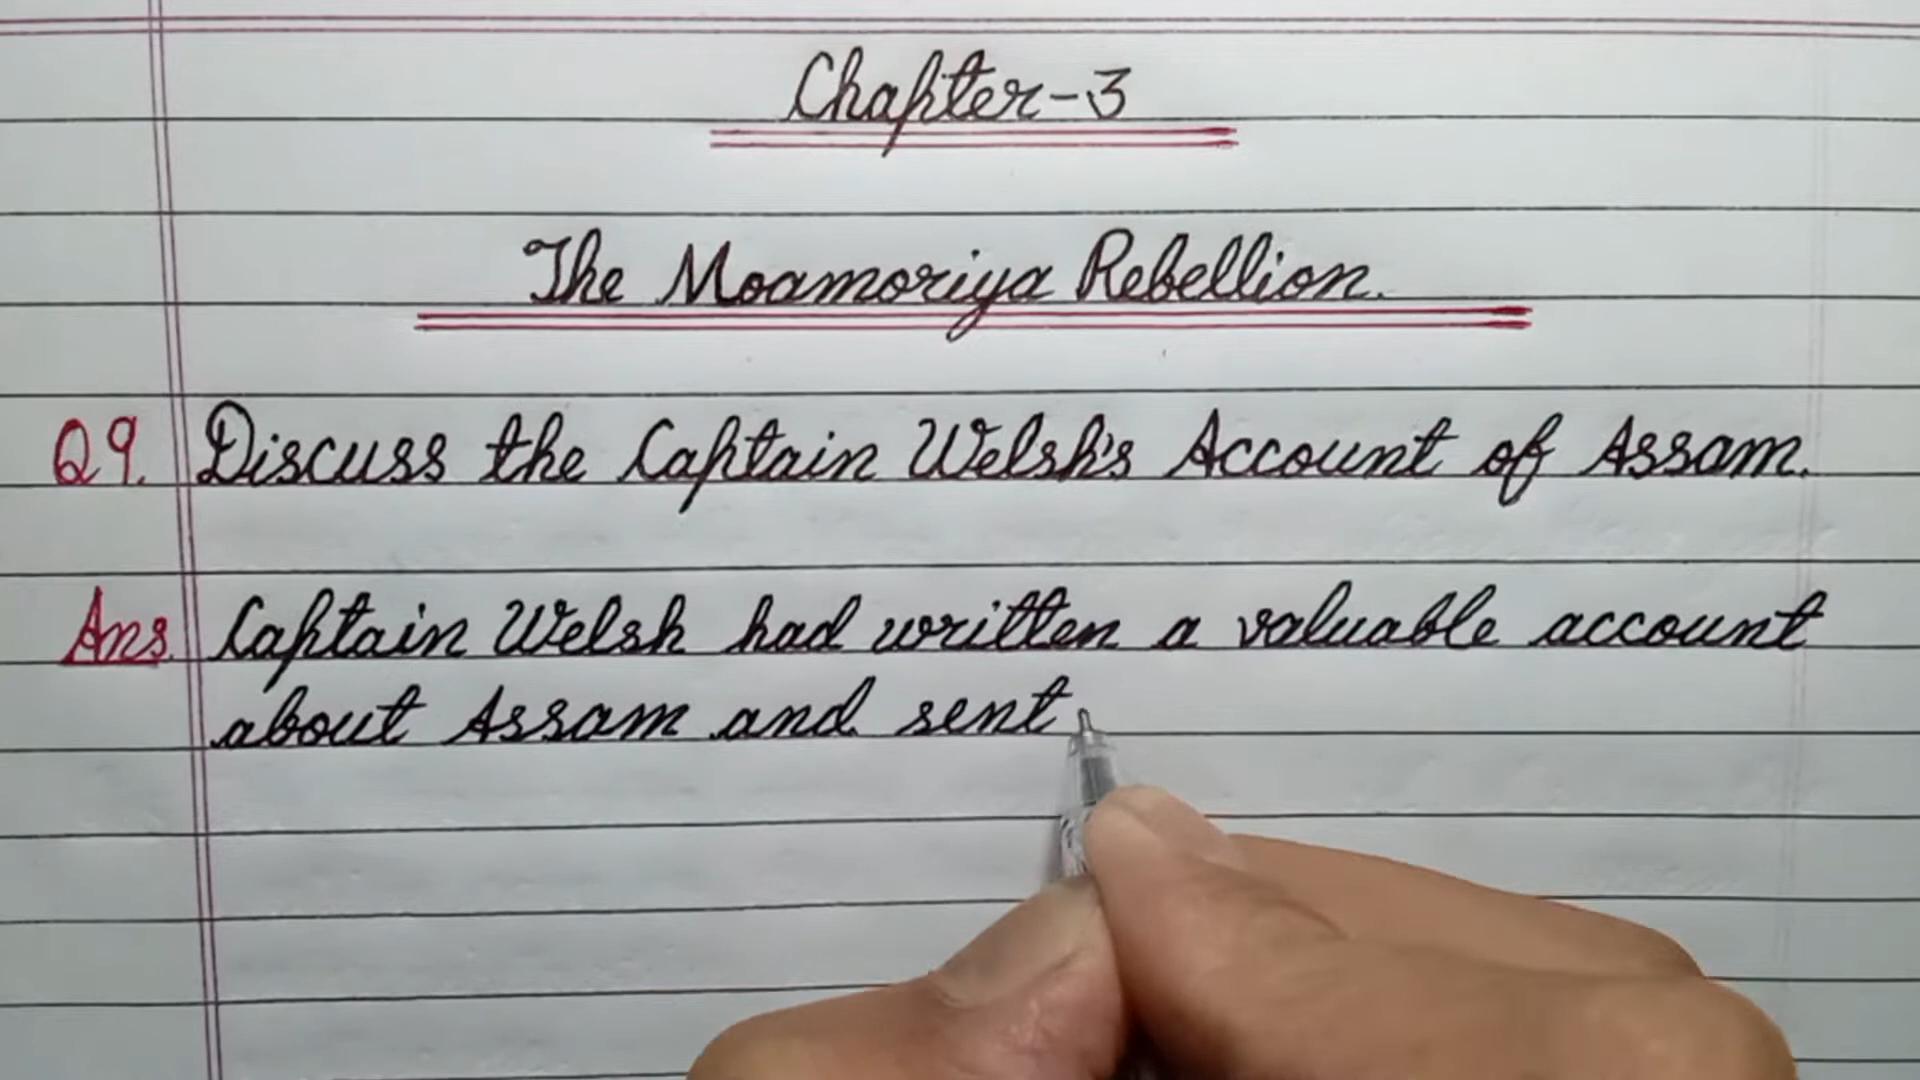 Chapter-3
The Moamoriya Rebellion.
Q9. Discuss the Captain Welsh's Account of Assam.
Ans. Captain Welsh had written a valuable account
about Assam and sent